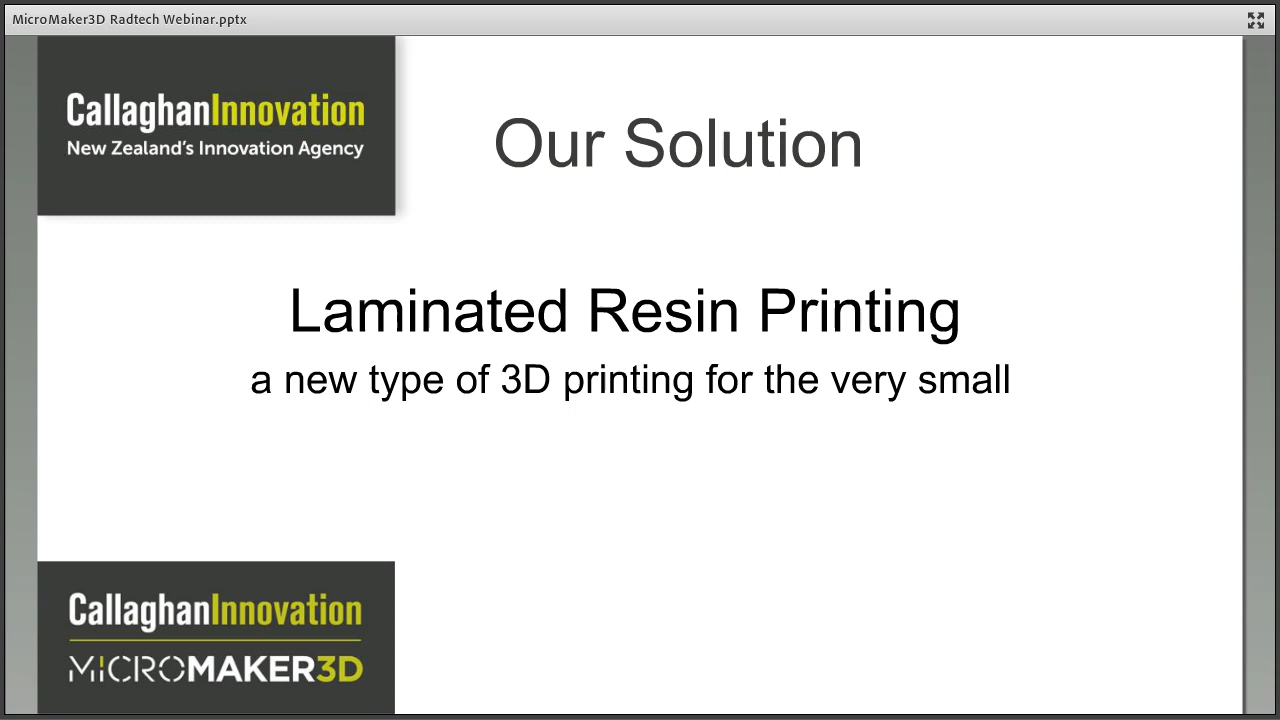 MicroMaker3D Radtech Webinar.pptx
CallaghanInnovation
New Zealand's Innovation Agency
Our Solution
Laminated Resin Printing
a new type of 3D printing for the very small
CallaghanInnovation
MICROMAKER3D